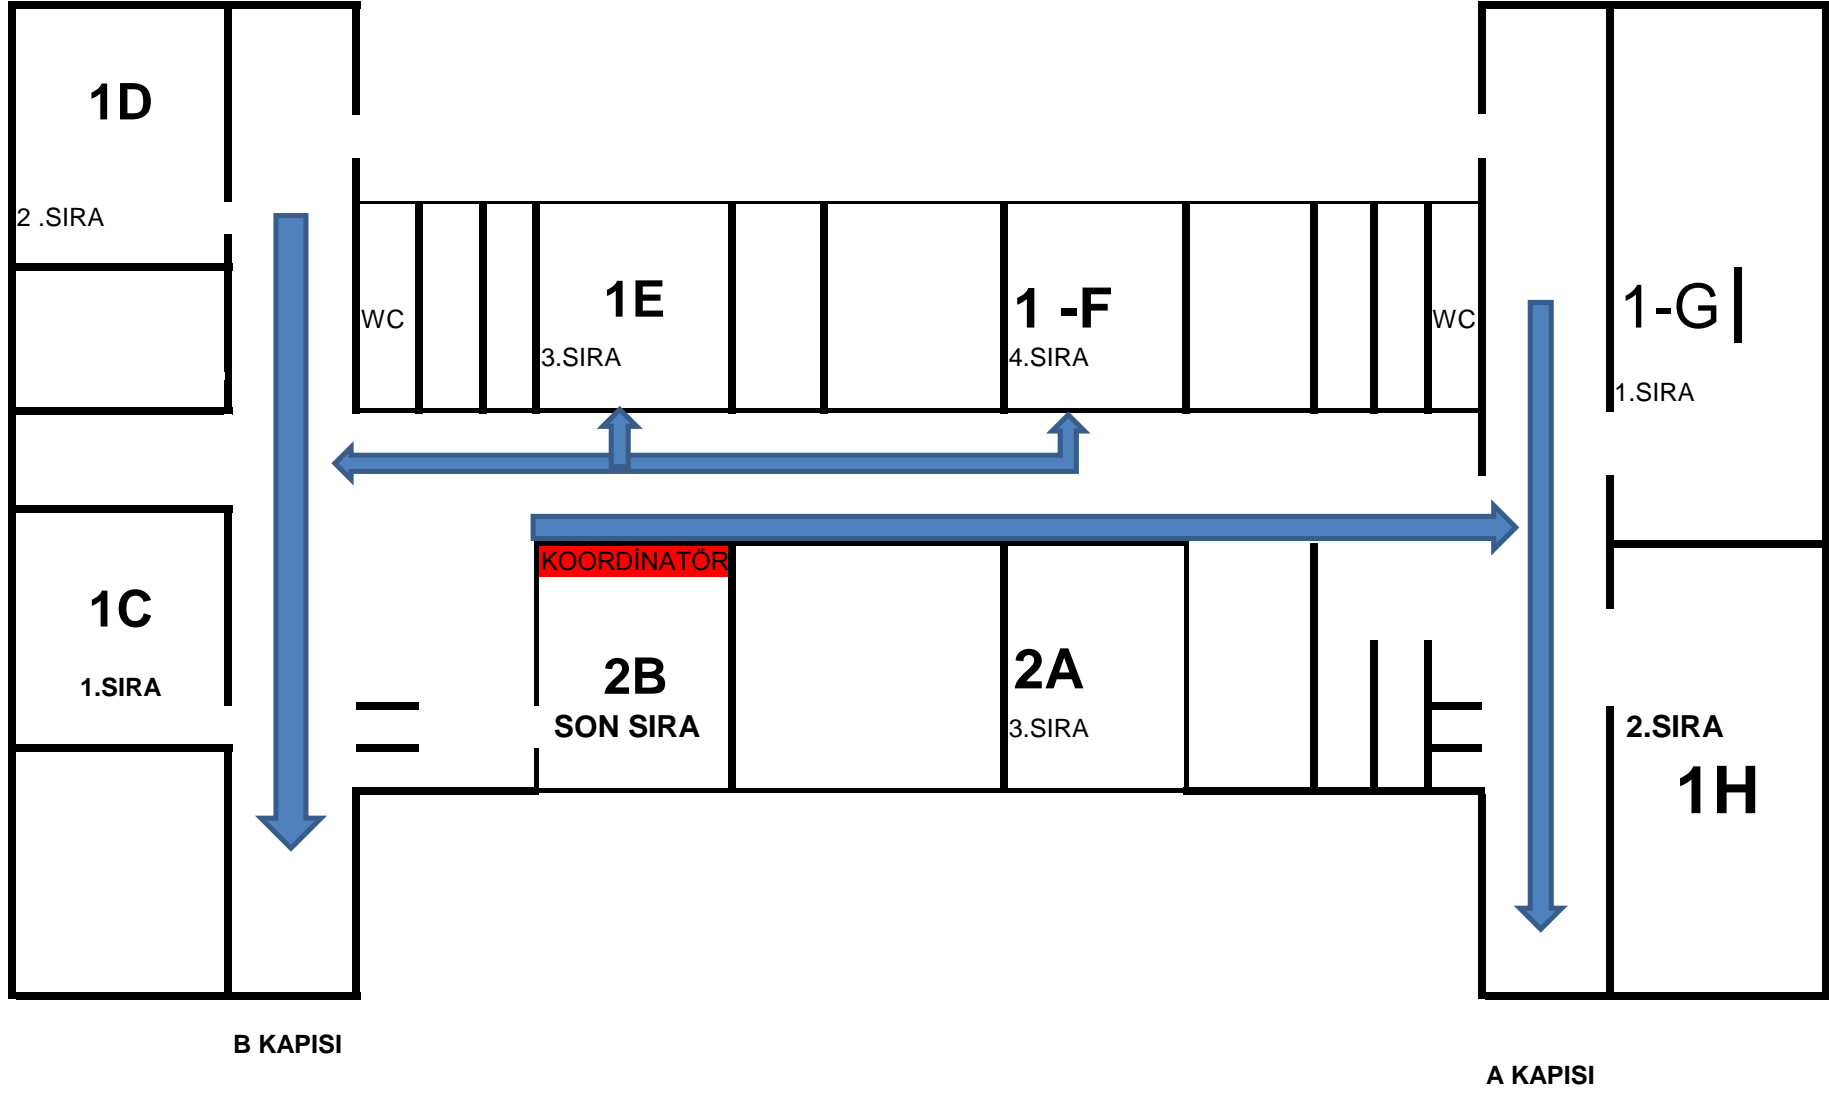 1D
2 .SIRA
WC
1E
3.SIRA
1 -F
4.SIRA
WC
1-G
1.SIRA
1C
1.SIRA
KOORDİNATÖR
2B
SON SIRA
2A
3.SIRA
2.SIRA
1H
B KAPISI
A KAPISI